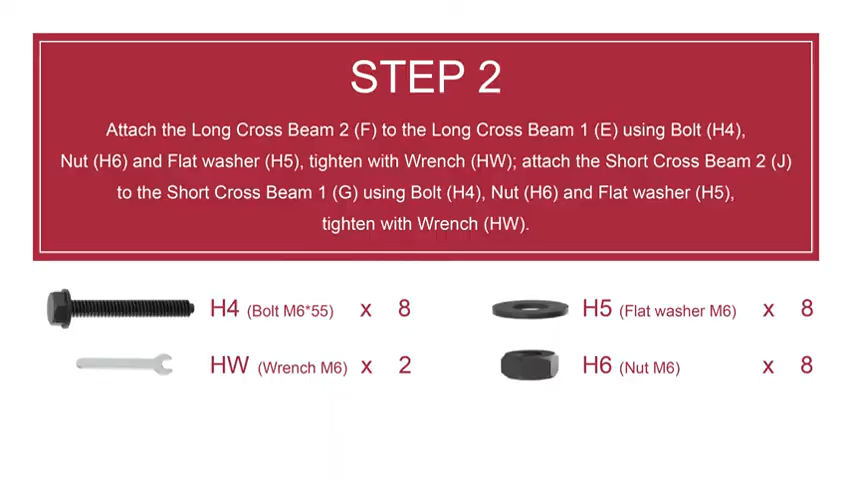 STEP 2
Attach the Long Cross Beam 2 (F) to the Long Cross Beam 1 (E) using Bolt (H4),
Nut (H6) and Flat washer (H5), tighten with Wrench (HW); attach the Short Cross Beam 2 (J)
to the Short Cross Beam 1 (G) using Bolt (H4), Nut (H6) and Flat washer (H5),
tighten with Wrench (HW).
H4 (Bolt M6*55) x 8
H5 (Flat washer M6) x 8
HW (Wrench M6) x 2
H6 (Nut M6) x 8